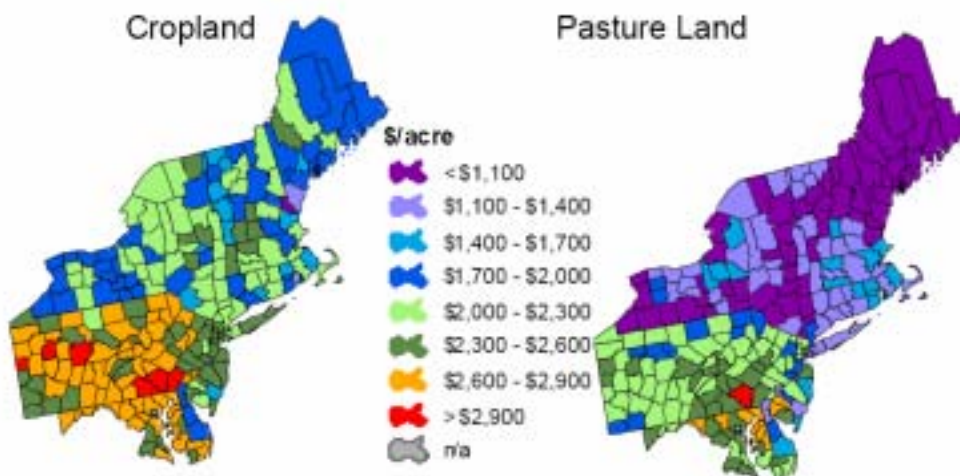 Cropland
Pasture Land
$/acre
<$1,100
$1,100 - $1,400
$1,400 - $1,700
$1,700 - $2,000
$2,000 - $2,300
$2,300 - $2,600
$2,600 - $2,900
>$2,900
n/a